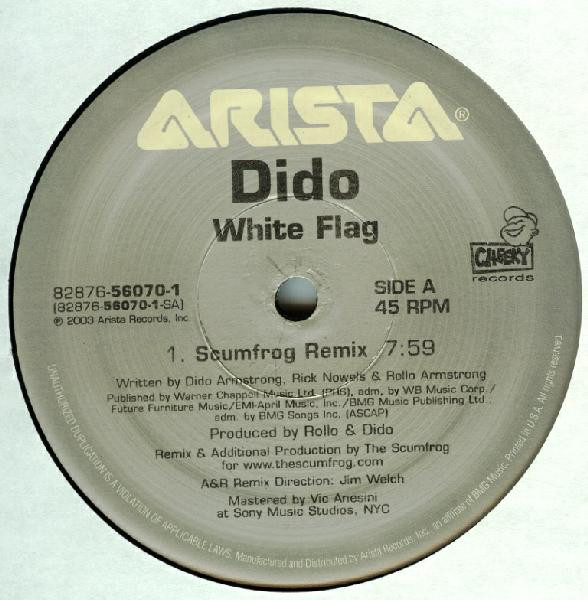 ARISTA®
Dido
White Flag
CHEEKY
records
82876-56070-1
(82876-56070-1-SA)
℗ 2003 Arista Records, Inc.
SIDE A
45 RPM
1. Scumfrog Remix 7:59
Written by Dido Armstrong, Rick Nowels & Rollo Armstrong
Published by Warner Chappell Music Ltd. (PRS), adm. by WB Music Corp./
Future Furniture Music/EMI-April Music, Inc./BMG Music Publishing Ltd.,
adm. by BMG Songs Inc. (ASCAP)
Produced by Rollo & Dido
Remix & Additional Production by The Scumfrog
for www.thescumfrog.com
A&R Remix Direction: Jim Welch
Mastered by Vic Anesini
at Sony Music Studios, NYC
UNAUTHORIZED DUPLICATION IS A VIOLATION OF APPLICABLE LAWS. Manufactured and Distributed by Arista Records, Inc., an affiliate of BMG Music. Printed in U.S.A. All rights reserved.